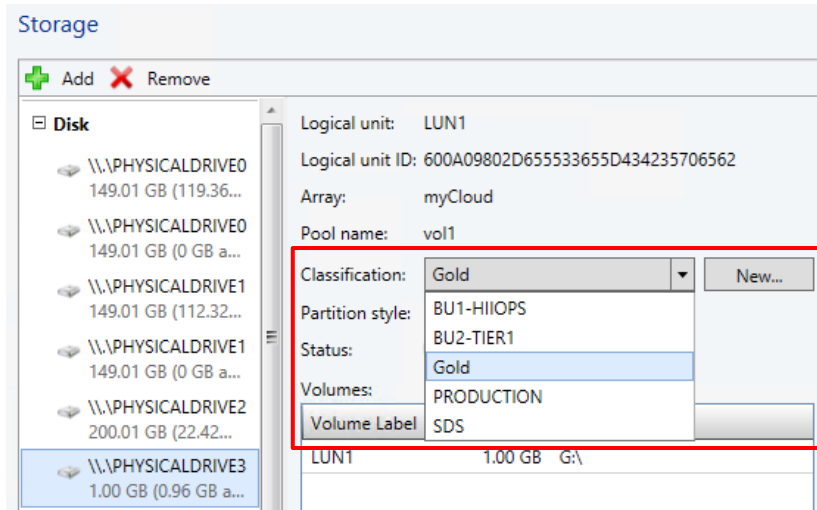 Storage
Add Remove
Disk
\\.\PHYSICALDRIVE0
149.01 GB (119.36...
\\.\PHYSICALDRIVE0
149.01 GB (0 GB a...
\\.\PHYSICALDRIVE1
149.01 GB (112.32...
\\.\PHYSICALDRIVE1
149.01 GB (0 GB a...
\\.\PHYSICALDRIVE2
200.01 GB (22.42...
\\.\PHYSICALDRIVE3
1.00 GB (0.96 GB a...
Logical unit: LUN1
Logical unit ID: 600A09802D655533655D434235706562
Array: myCloud
Pool name: vol1
Classification: Gold New...
Partition style: BU1-HIIOPS
BU2-TIER1
Status:
Gold
Volumes:
PRODUCTION
Volume Label SDS
LUN1 1.00 GB G:\